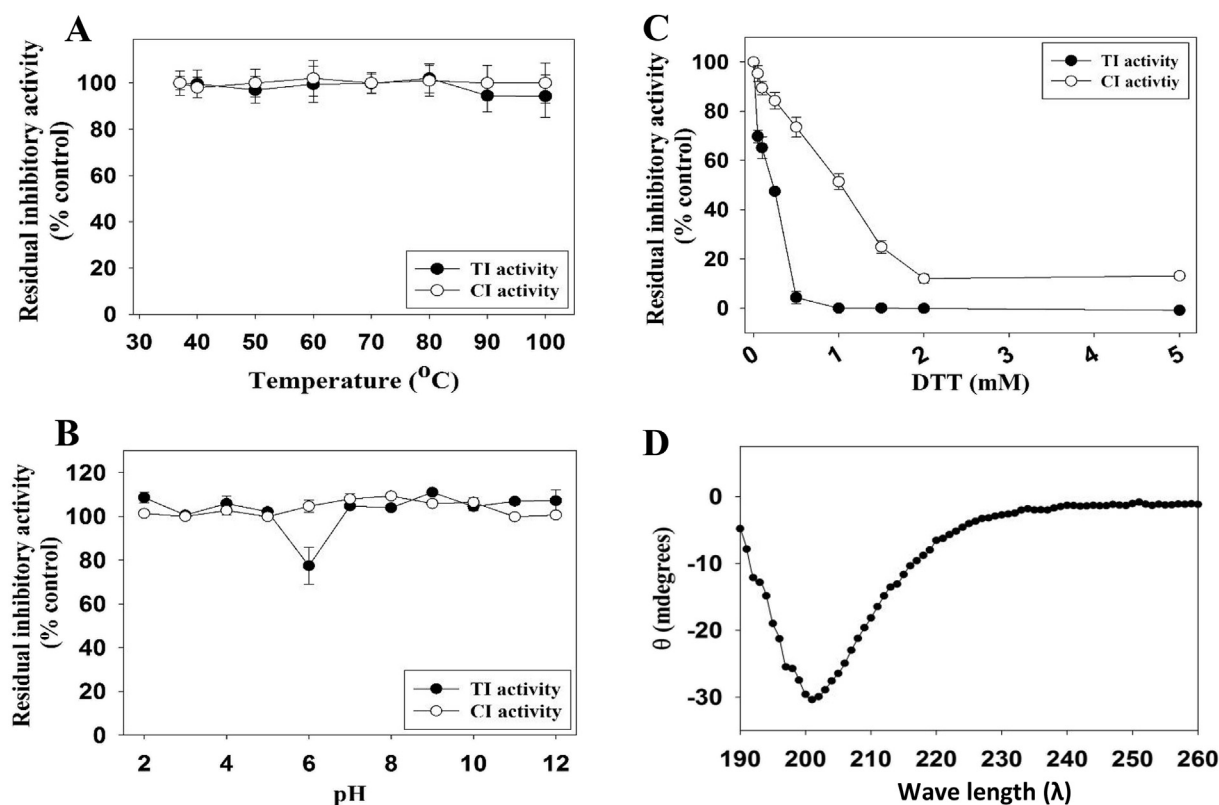 A
Residual inhibitory activity
(% control)
100
80
60
40
20
0
TI activity
CI activity
30 40 50 60 70 80 90 100
Temperature (ºC)
B
Residual inhibitory activity
(% control)
120
100
80
60
40
20
0
TI activity
CI activity
2 4 6 8 10 12
pH
C
Residual inhibitory activity
(% control)
100
80
60
40
20
0
TI activity
CI activtiy
0 1 2 3 4 5
DTT (mM)
D
θ (mdegrees)
0
-10
-20
-30
190 200 210 220 230 240 250 260
Wave length (λ)